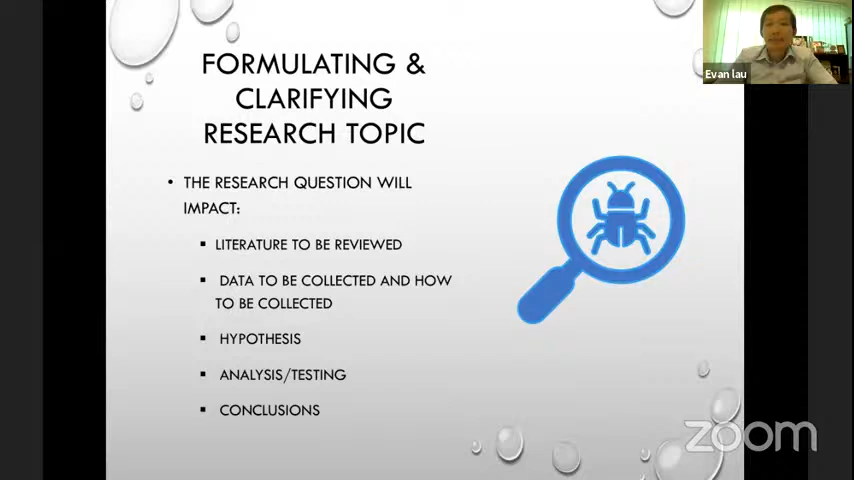 FORMULATING &
CLARIFYING
RESEARCH TOPIC
• THE RESEARCH QUESTION WILL
IMPACT:
▪ LITERATURE TO BE REVIEWED
▪ DATA TO BE COLLECTED AND HOW
TO BE COLLECTED
▪ HYPOTHESIS
▪ ANALYSIS/TESTING
▪ CONCLUSIONS
Evan lau
zoom